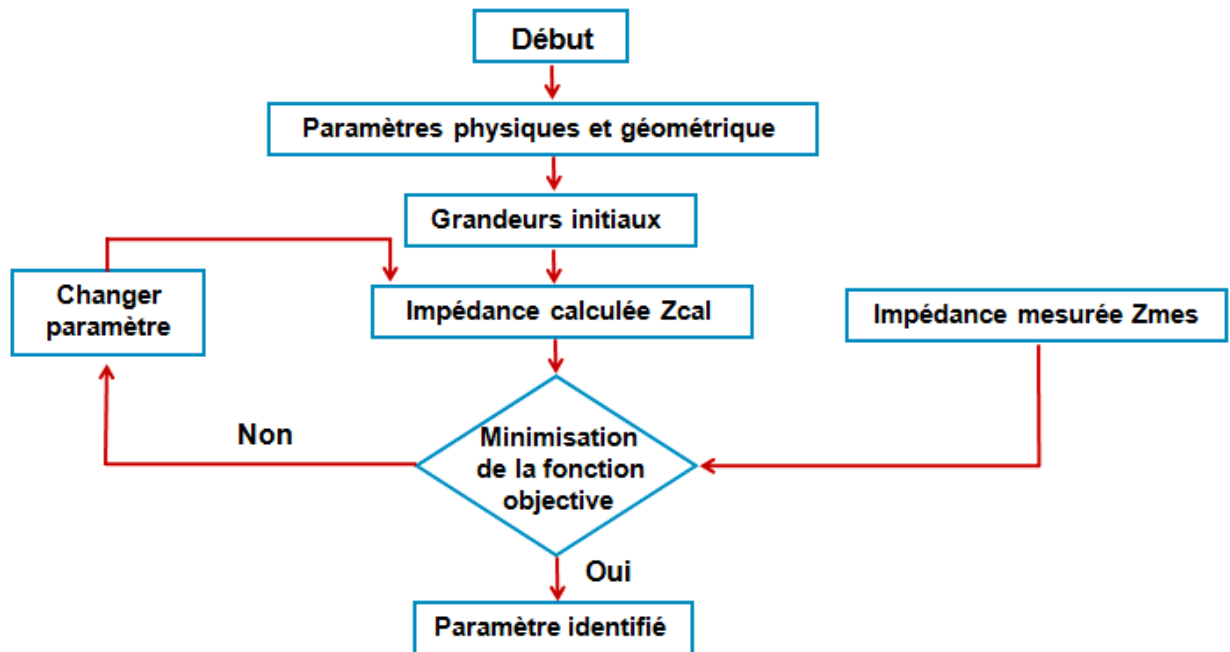 Début
Paramètres physiques et géométrique
Grandeurs initiaux
Changer
paramètre
Impédance calculée Zcal
Impédance mesurée Zmes
Non
Minimisation
de la fonction
objective
Oui
Paramètre identifié